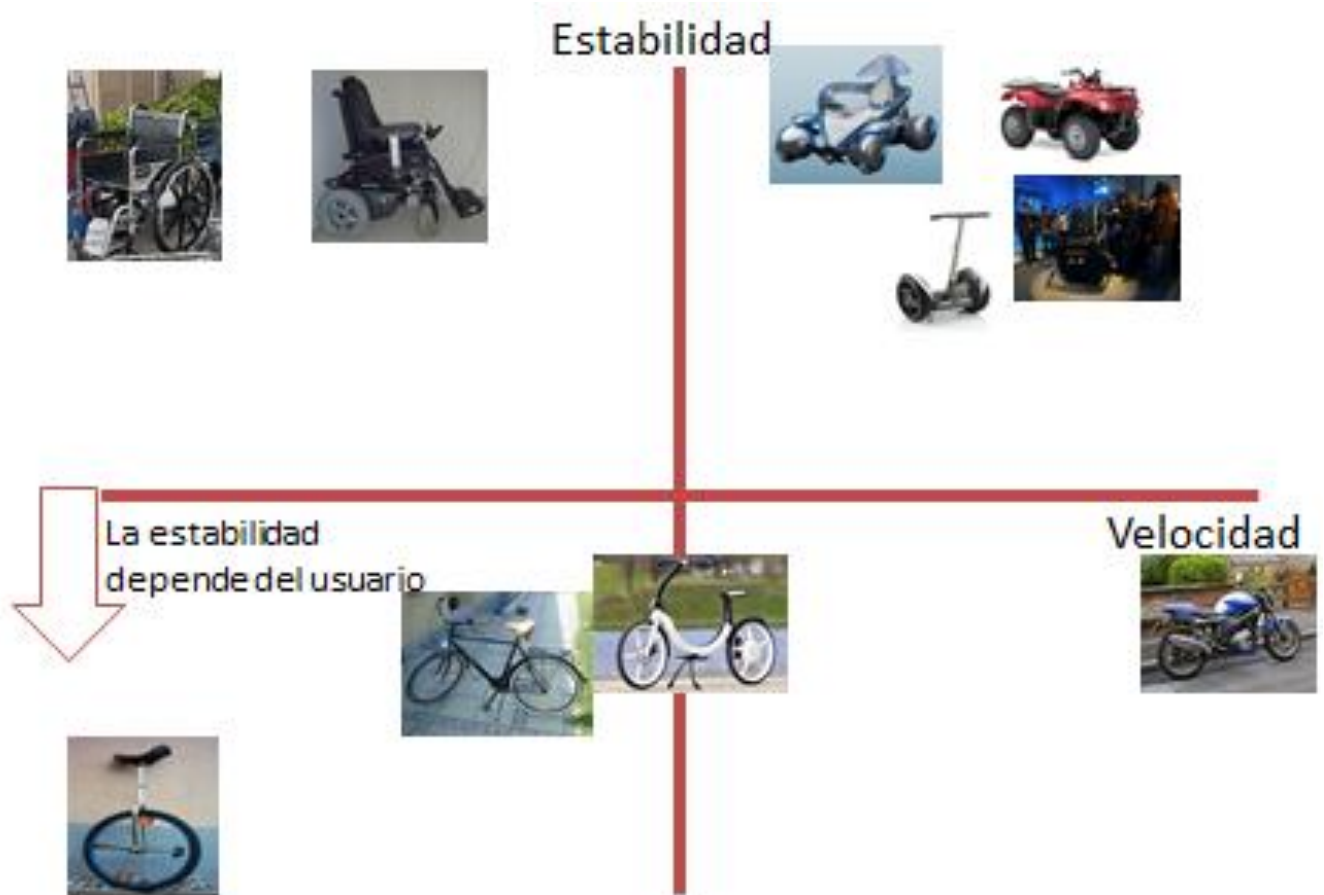 Estabilidad
La estabilidad
depende del usuario
Velocidad